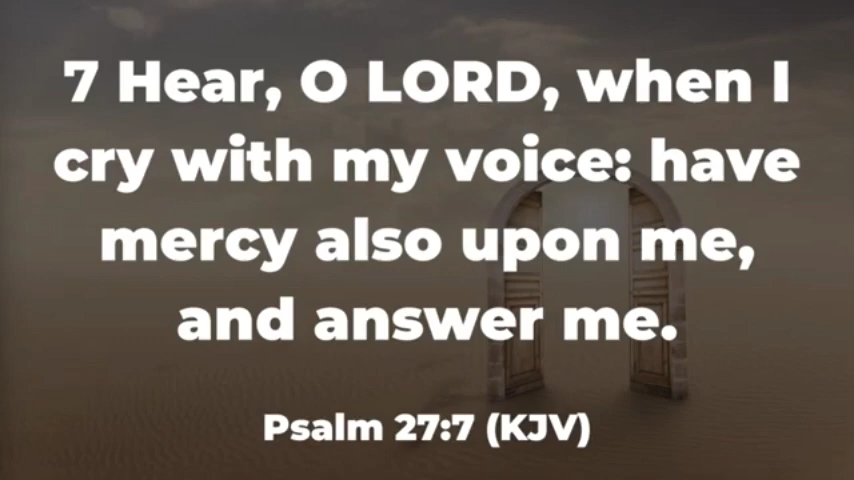 7 Hear, O LORD, when I
cry with my voice: have
mercy also upon me,
and answer me.
Psalm 27:7 (KJV)